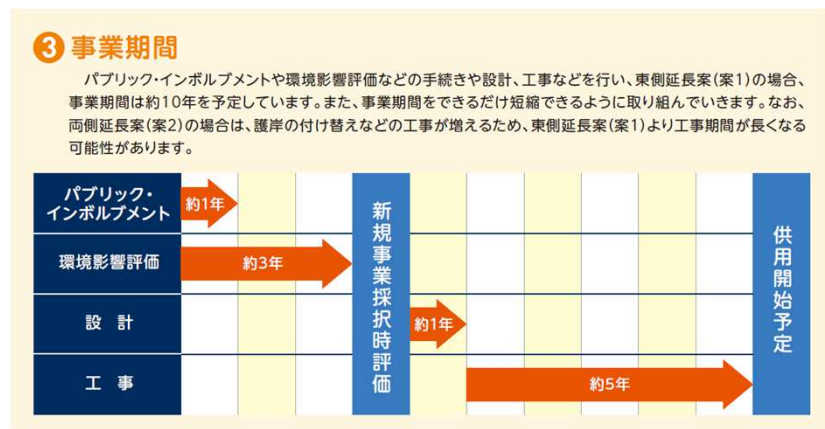 3 事業期間
パブリック・インボルブメントや環境影響評価などの手続きや設計、工事などを行い、東側延長案(案1)の場合、
事業期間は約10年を予定しています。また、事業期間をできるだけ短縮できるように取り組んでいきます。なお、
両側延長案(案2)の場合は、護岸の付け替えなどの工事が増えるため、東側延長案(案1)より工事期間が長くなる
可能性があります。
パブリック・
インボルブメント
約1年
環境影響評価
約3年
新規事業採択時評価
設計
約1年
工事
約5年
供用開始予定